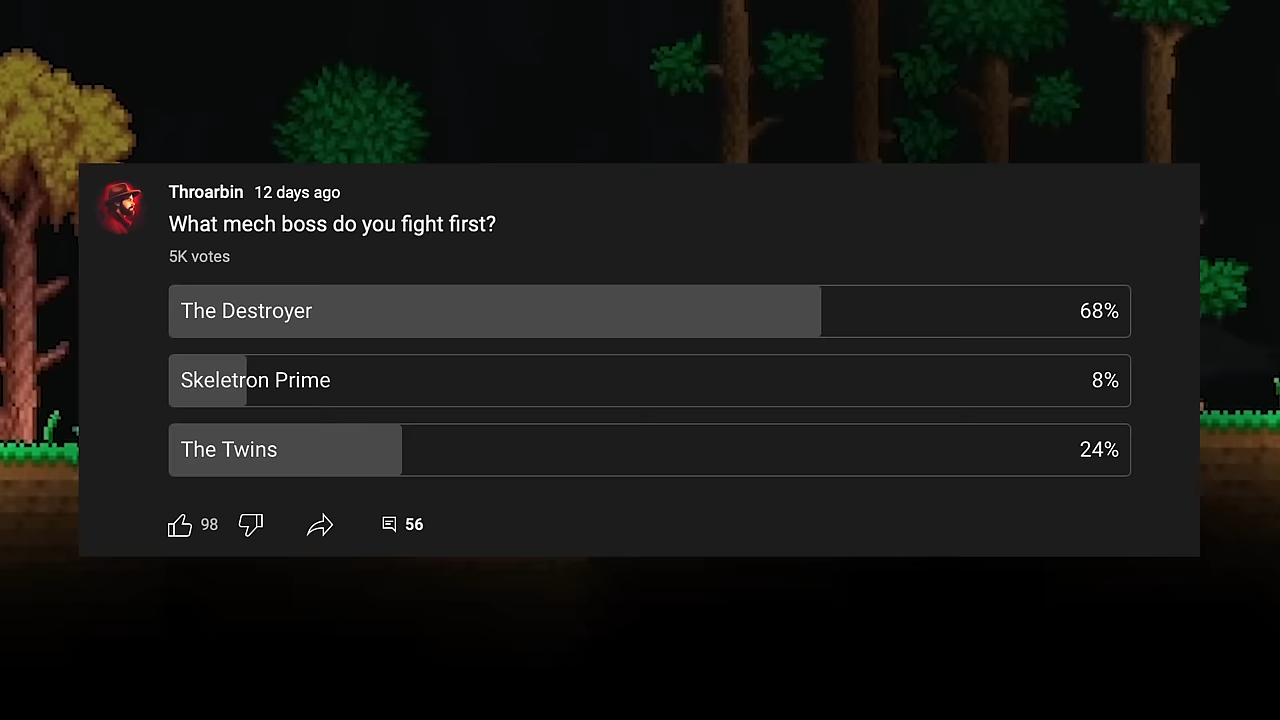 Throarbin 12 days ago
What mech boss do you fight first?
5K votes
The Destroyer 68%
Skeletron Prime 8%
The Twins 24%
98 56